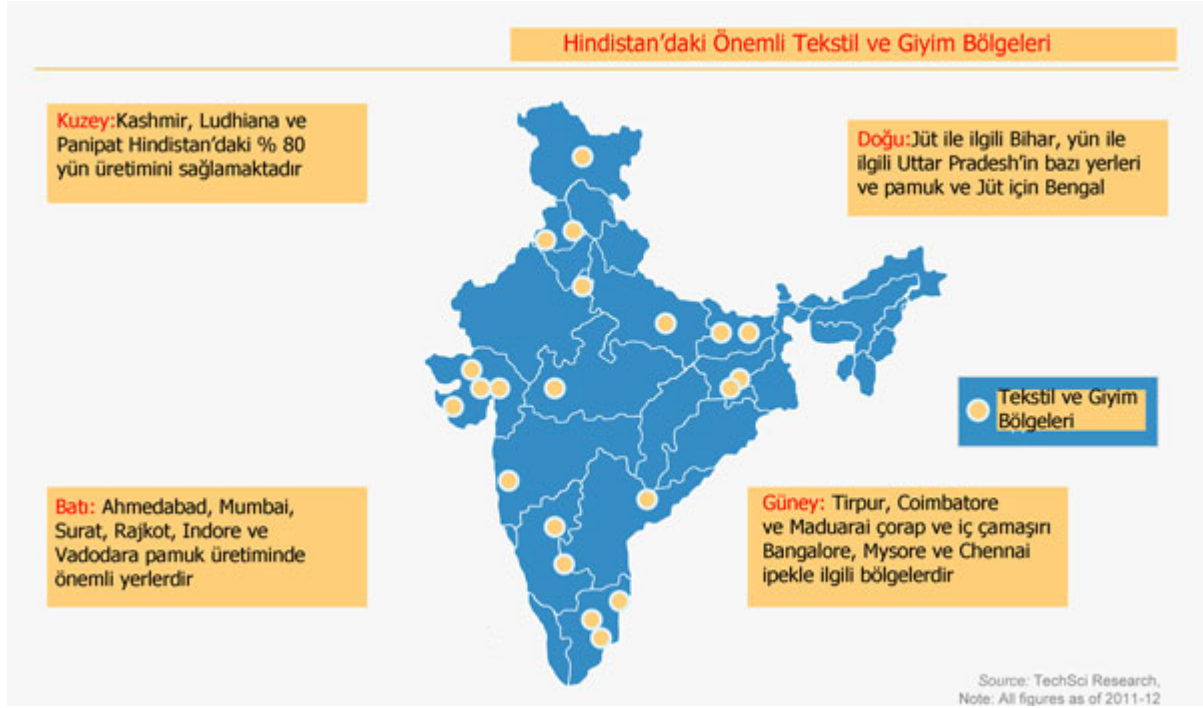 Hindistan'daki Önemli Tekstil ve Giyim Bölgeleri
Kuzey:Kashmir, Ludhiana ve
Panipat Hindistan'daki % 80
yün üretimini sağlamaktadır
Doğu:Jüt ile ilgili Bihar, yün ile
ilgili Uttar Pradesh'in bazı yerleri
ve pamuk ve Jüt için Bengal
Tekstil ve Giyim
Bölgeleri
Batı: Ahmedabad, Mumbai,
Surat, Rajkot, Indore ve
Vadodara pamuk üretiminde
önemli yerlerdir
Güney: Tirpur, Coimbatore
ve Maduarai çorap ve iç çamaşırı
Bangalore, Mysore ve Chennai
ipekle ilgili bölgelerdir
Source: TechSci Research,
Note: All figures as of 2011-12